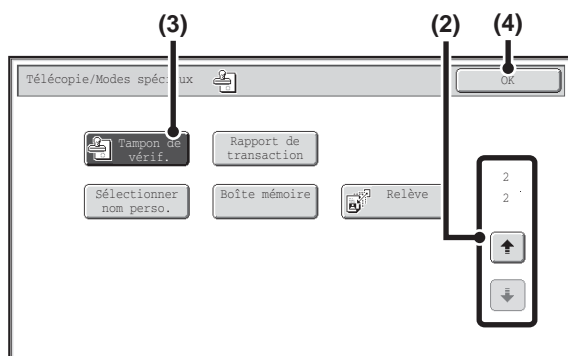 (3) (2) (4)
Télécopie/Modes spéciaux OK
Tampon de
vérif.
Rapport de
transaction
Sélectionner
nom perso.
Boîte mémoire
Relève
2
2